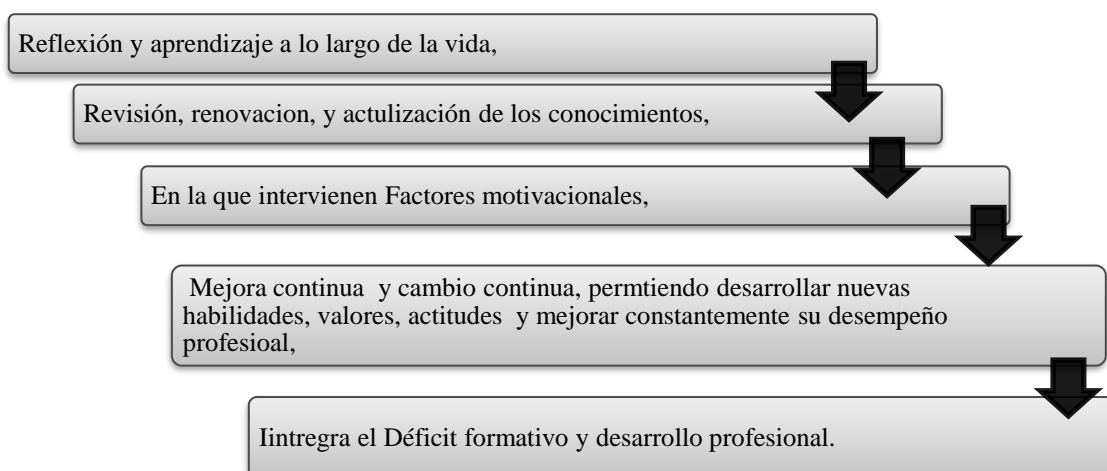 Reflexión y aprendizaje a lo largo de la vida,
Revisión, renovacion, y actulización de los conocimientos,
En la que intervienen Factores motivacionales,
Mejora continua y cambio continua, permtiendo desarrollar nuevas
habilidades, valores, actitudes y mejorar constantemente su desempeño
profesioal,
Iintregra el Déficit formativo y desarrollo profesional.